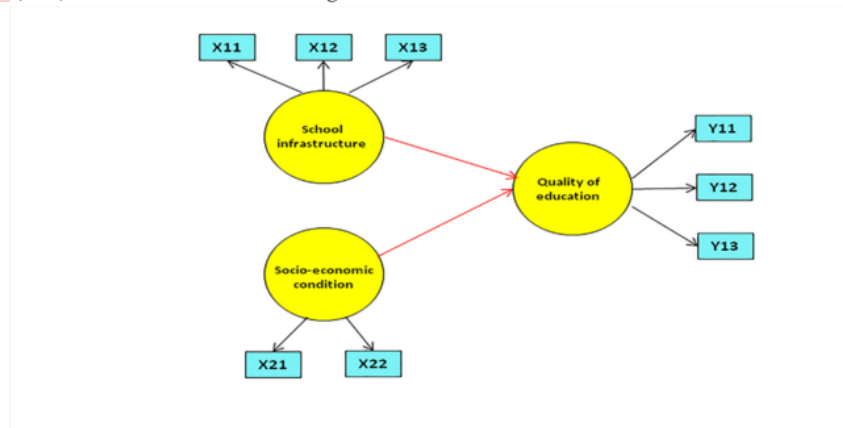 X11 X12 X13
School
infrastructure
Y11
Quality of
education
Y12
Y13
Socio-economic
condition
X21 X22